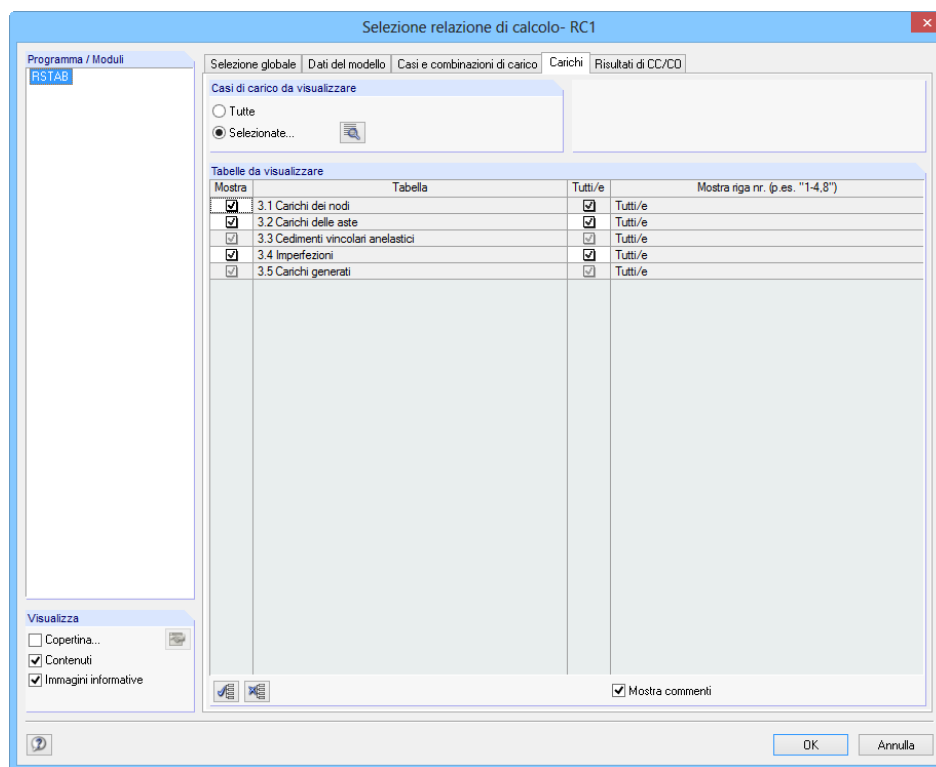 Selezione relazione di calcolo- RC1
Programma / Moduli
RSTAB
Selezione globale Dati del modello Casi e combinazioni di carico Carichi Risultati di CC/CO
Casi di carico da visualizzare
Tutte
Selezionate...
Tabelle da visualizzare
Mostra Tabella Tutti/e Mostra riga nr. (p.es. "1-4,8")
3.1 Carichi dei nodi Tutti/e
3.2 Carichi delle aste Tutti/e
3.3 Cedimenti vincolari anelastici Tutti/e
3.4 Imperfezioni Tutti/e
3.5 Carichi generati Tutti/e
Visualizza
Copertina...
Contenuti
Immagini informative
Mostra commenti
OK Annulla